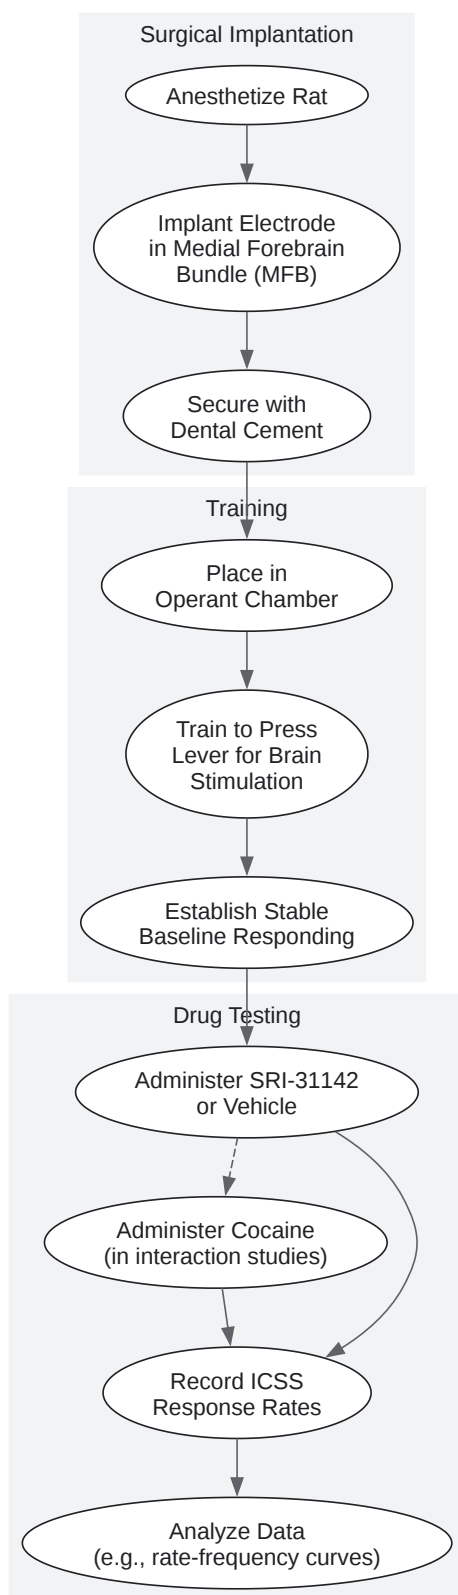 Surgical Implantation
Anesthetize Rat
Implant Electrode
in Medial Forebrain
Bundle (MFB)
Secure with
Dental Cement
Training
Place in
Operant Chamber
Train to Press
Lever for Brain
Stimulation
Establish Stable
Baseline Responding
Drug Testing
Administer SRI-31142
or Vehicle
Administer Cocaine
(in interaction studies)
Record ICSS
Response Rates
Analyze Data
(e.g., rate-frequency curves)